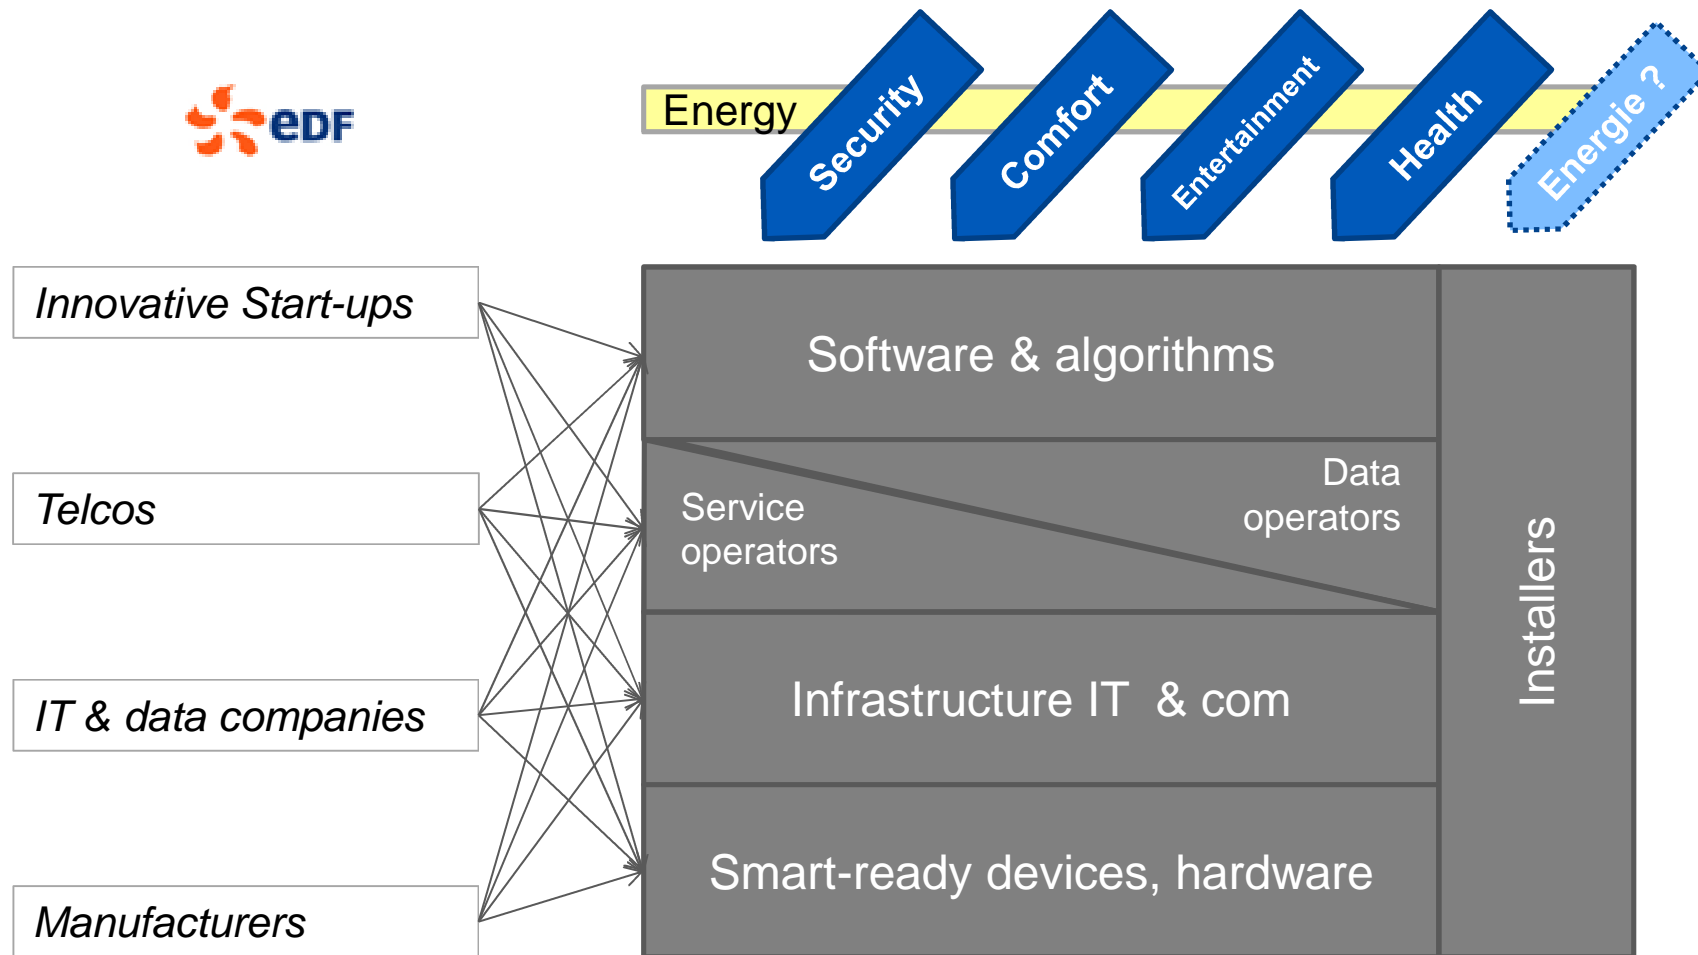 eDF
Energy
Security
Comfort
Entertainment
Health
Energie ?
Innovative Start-ups
Telcos
IT & data companies
Manufacturers
Software & algorithms
Service
operators
Data
operators
Infrastructure IT  & com
Smart-ready devices, hardware
Installers